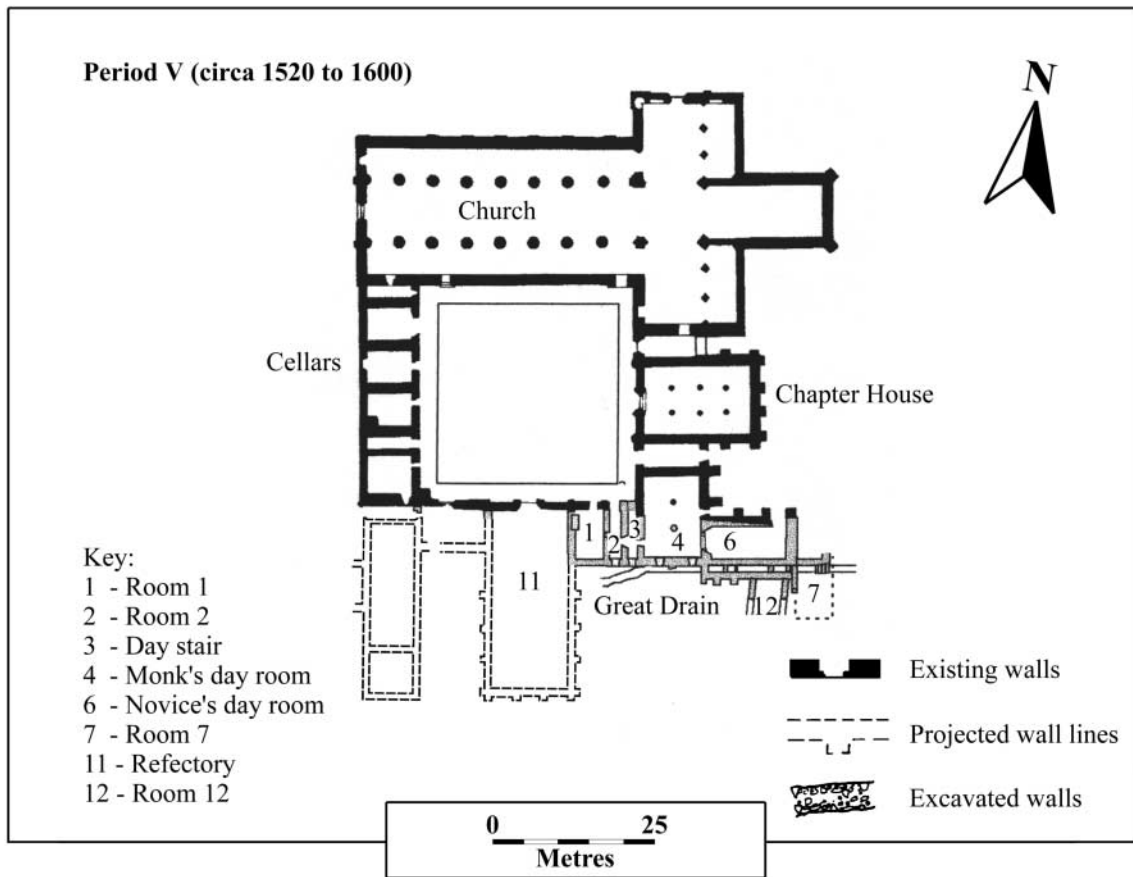 Period V (circa 1520 to 1600)
N
Church
Cellars
Chapter House
1
2
3
4
6
11
Great Drain
12
7
Key:
1 - Room 1
2 - Room 2
3 - Day stair
4 - Monk's day room
6 - Novice's day room
7 - Room 7
11 - Refectory
12 - Room 12
Existing walls
Projected wall lines
Excavated walls
0 25
Metres